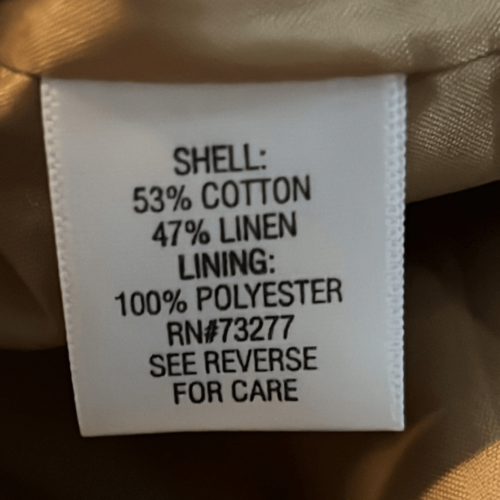 SHELL:
53% COTTON
47% LINEN
LINING:
100% POLYESTER
RN#73277
SEE REVERSE
FOR CARE